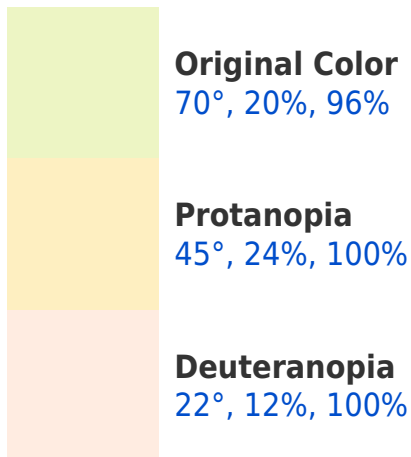 Original Color
70°, 20%, 96%
Protanopia
45°, 24%, 100%
Deuteranopia
22°, 12%, 100%